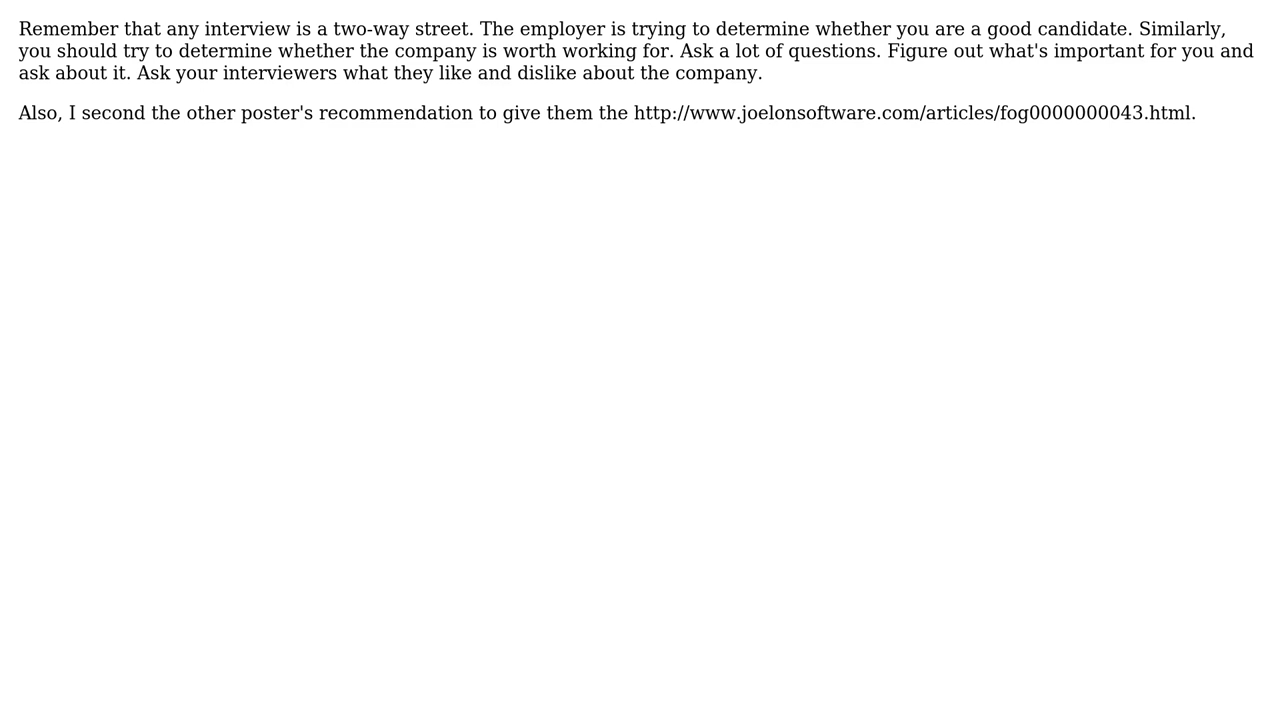 Remember that any interview is a two-way street. The employer is trying to determine whether you are a good candidate. Similarly,
you should try to determine whether the company is worth working for. Ask a lot of questions. Figure out what's important for you and
ask about it. Ask your interviewers what they like and dislike about the company.
Also, I second the other poster's recommendation to give them the http://www.joelonsoftware.com/articles/fog0000000043.html.